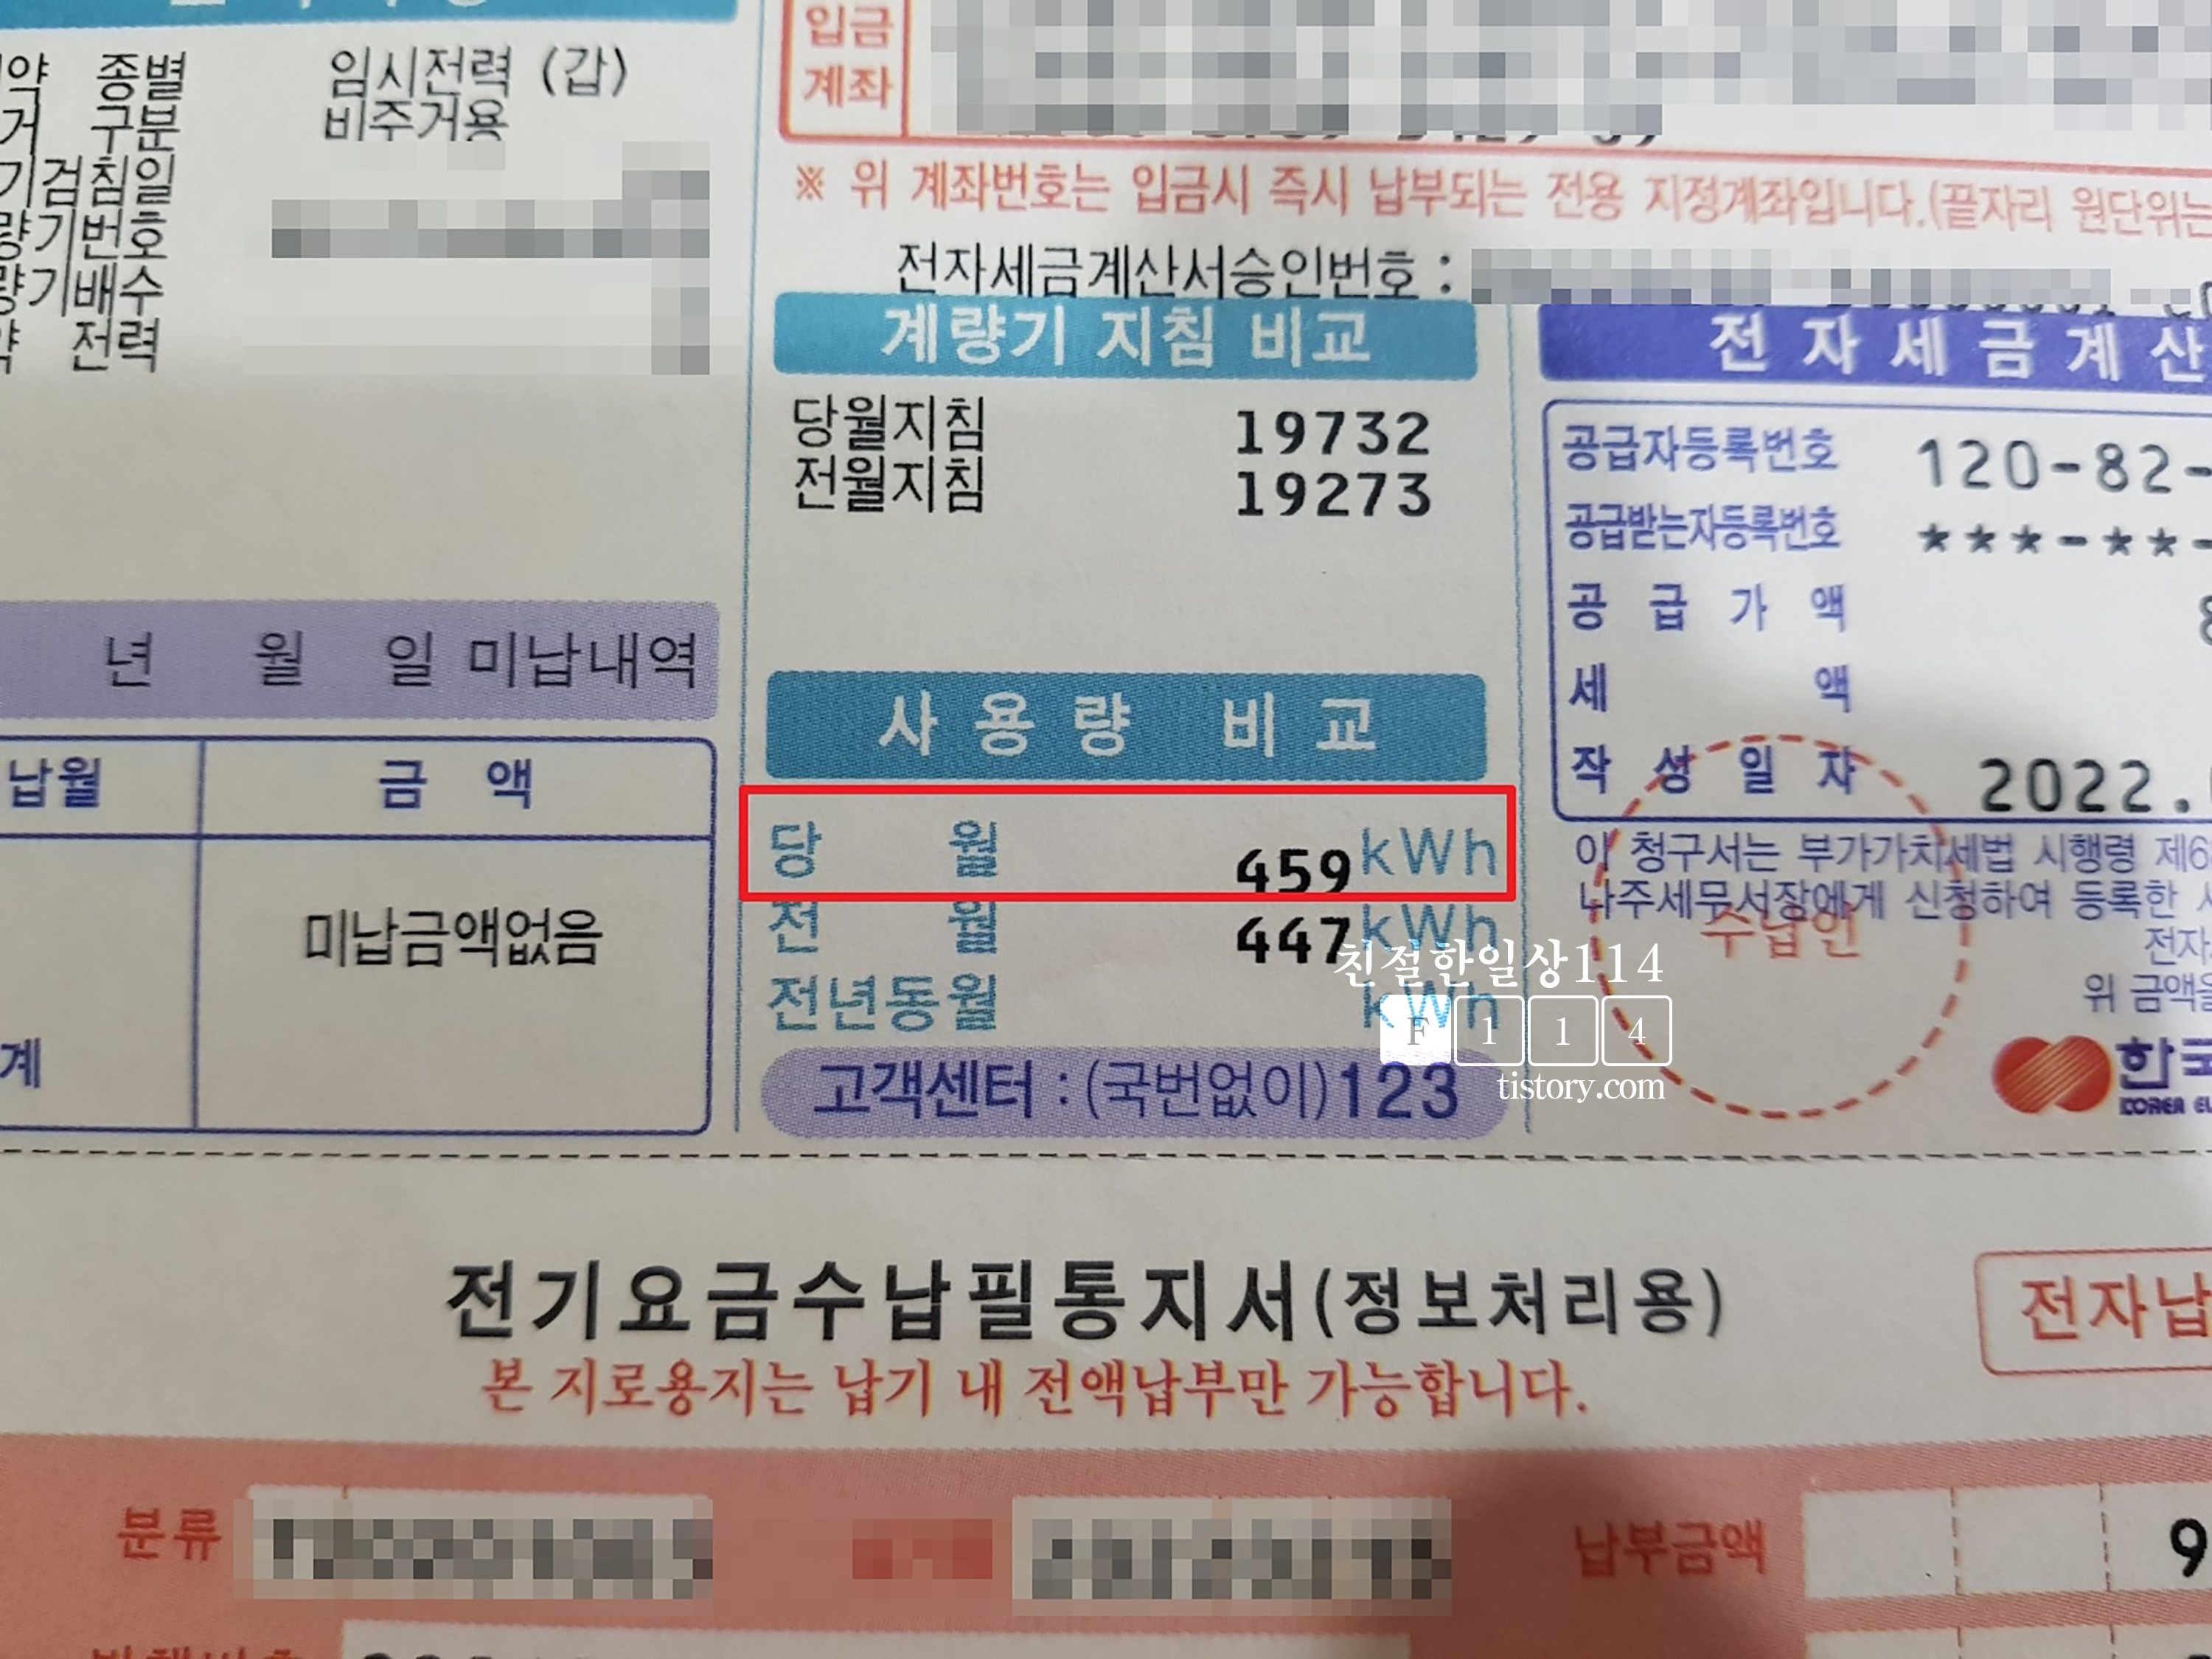 약 종별 임시전력 (갑)
거 구분 비주거용
기검침일
량기번호
량기배수
약 전력
년 월 일 미납내역
납월 금 액
미납금액없음
계
입금
계좌
※ 위 계좌번호는 입금시 즉시 납부되는 전용 지정계좌입니다.(끝자리 원단위는
전자세금계산서승인번호 :
계량기 지침 비교
당월지침 19732
전월지침 19273
사 용 량 비 교
당 월 459 kWh
전 월 447 kWh
전년동월 kWh
고객센터 : (국번없이)123
전 자 세 금 계 산
공급자등록번호 120-82-
공급받는자등록번호 ***-**-
공 급 가 액 8
세 액
작 성 일 자 2022.
이 청구서는 부가가치세법 시행령 제6
나주세무서장에게 신청하여 등록한 사
수납인
전자
위 금액을
한국
KOREA EL
친절한일상114
F 1 1 4
tistory.com
전기요금수납필통지서(정보처리용)
전자납
본 지로용지는 납기 내 전액납부만 가능합니다.
분류
납부금액 9